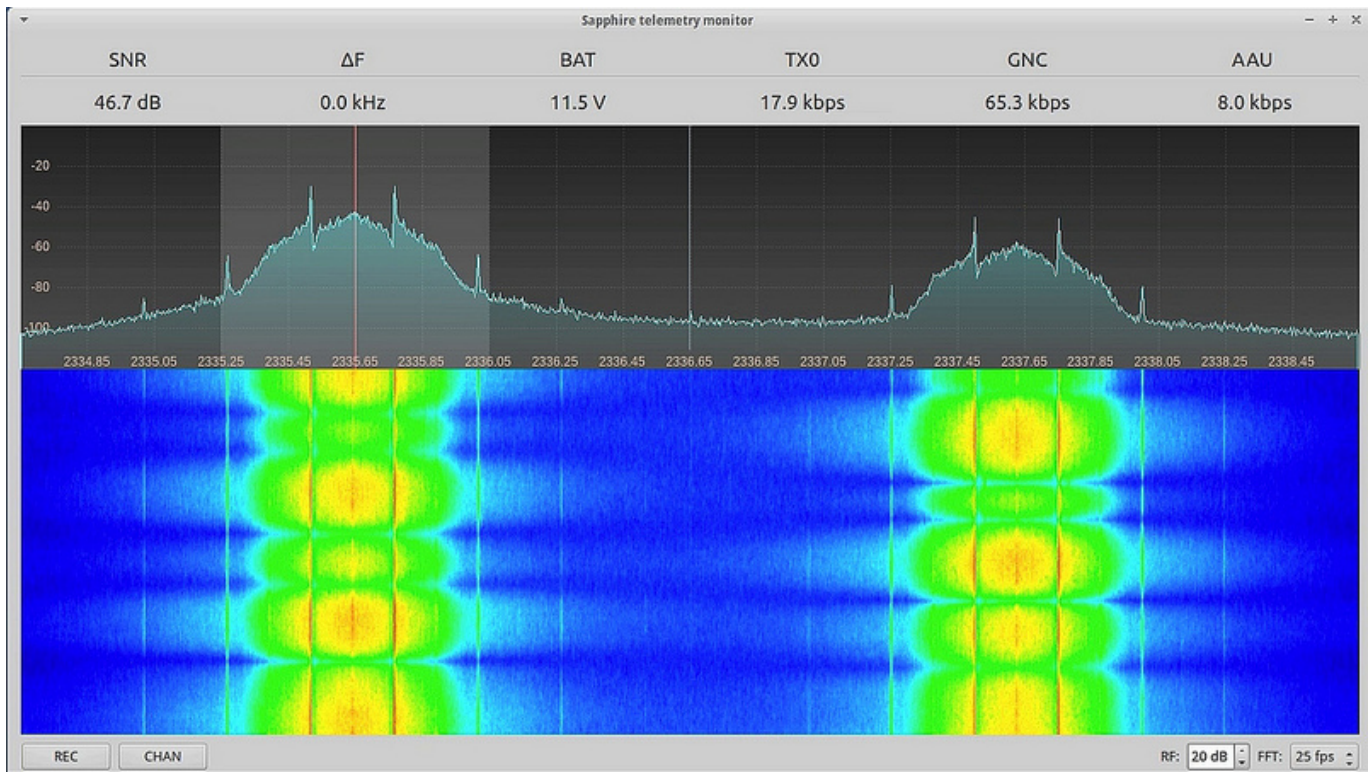 Sapphire telemetry monitor
SNR ΔF BAT TX0 GNC AAU
46.7 dB 0.0 kHz 11.5 V 17.9 kbps 65.3 kbps 8.0 kbps
-20
-40
-60
-80
-100
2334.85 2335.05 2335.25 2335.45 2335.65 2335.85 2336.05 2336.25 2336.45 2336.65 2336.85 2337.05 2337.25 2337.45 2337.65 2337.85 2338.05 2338.25 2338.45
REC CHAN RF: 20 dB FFT: 25 fps